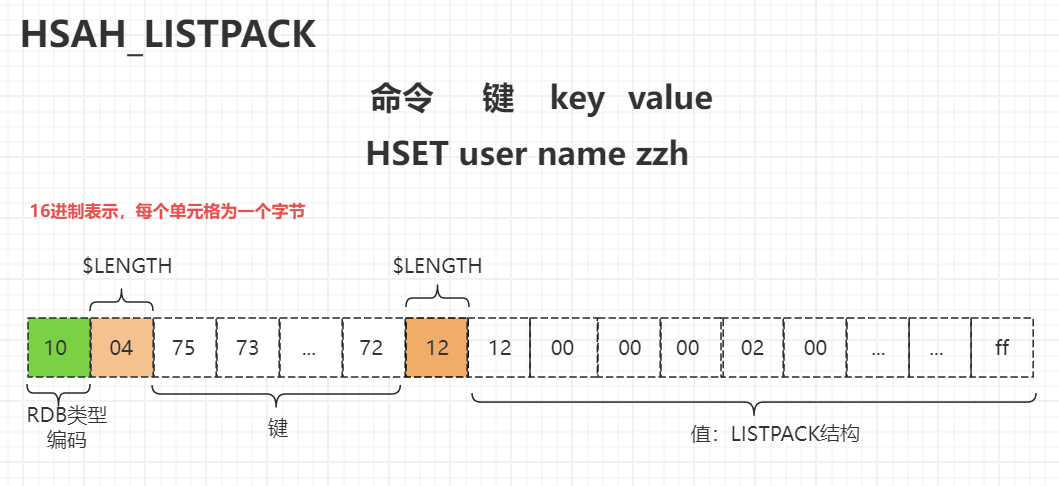 HSAH_LISTPACK
命令 键 key value
HSET user name zzh
16进制表示，每个单元格为一个字节
$LENGTH $LENGTH
10 04 75 73 ... 72 12 12 00 00 00 02 00 ... ... ff
RDB类型
编码
键
值：LISTPACK结构